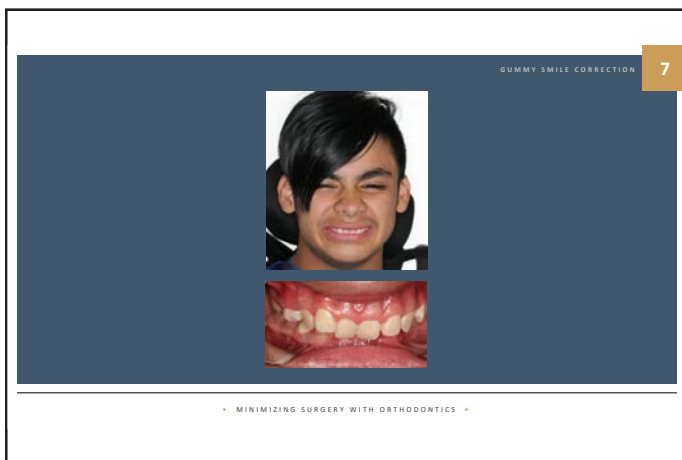 GUMMY SMILE CORRECTION 7
• MINIMIZING SURGERY WITH ORTHODONTICS •